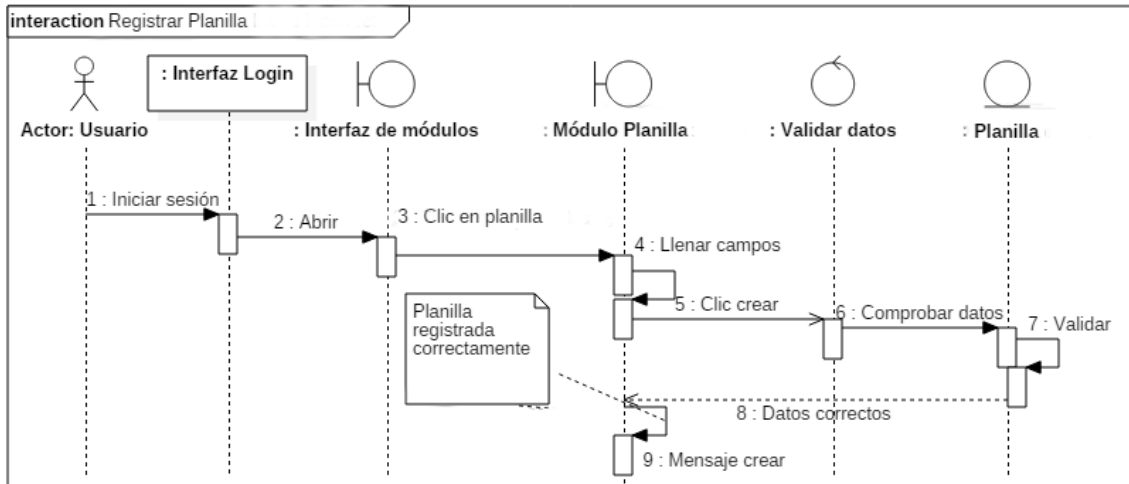 interaction Registrar Planilla
: Interfaz Login
Actor: Usuario
: Interfaz de módulos
: Módulo Planilla
: Validar datos
: Planilla
1 : Iniciar sesión
2 : Abrir
3 : Clic en planilla
4 : Llenar campos
5 : Clic crear
6 : Comprobar datos
7 : Validar
Planilla
registrada
correctamente
8 : Datos correctos
9 : Mensaje crear